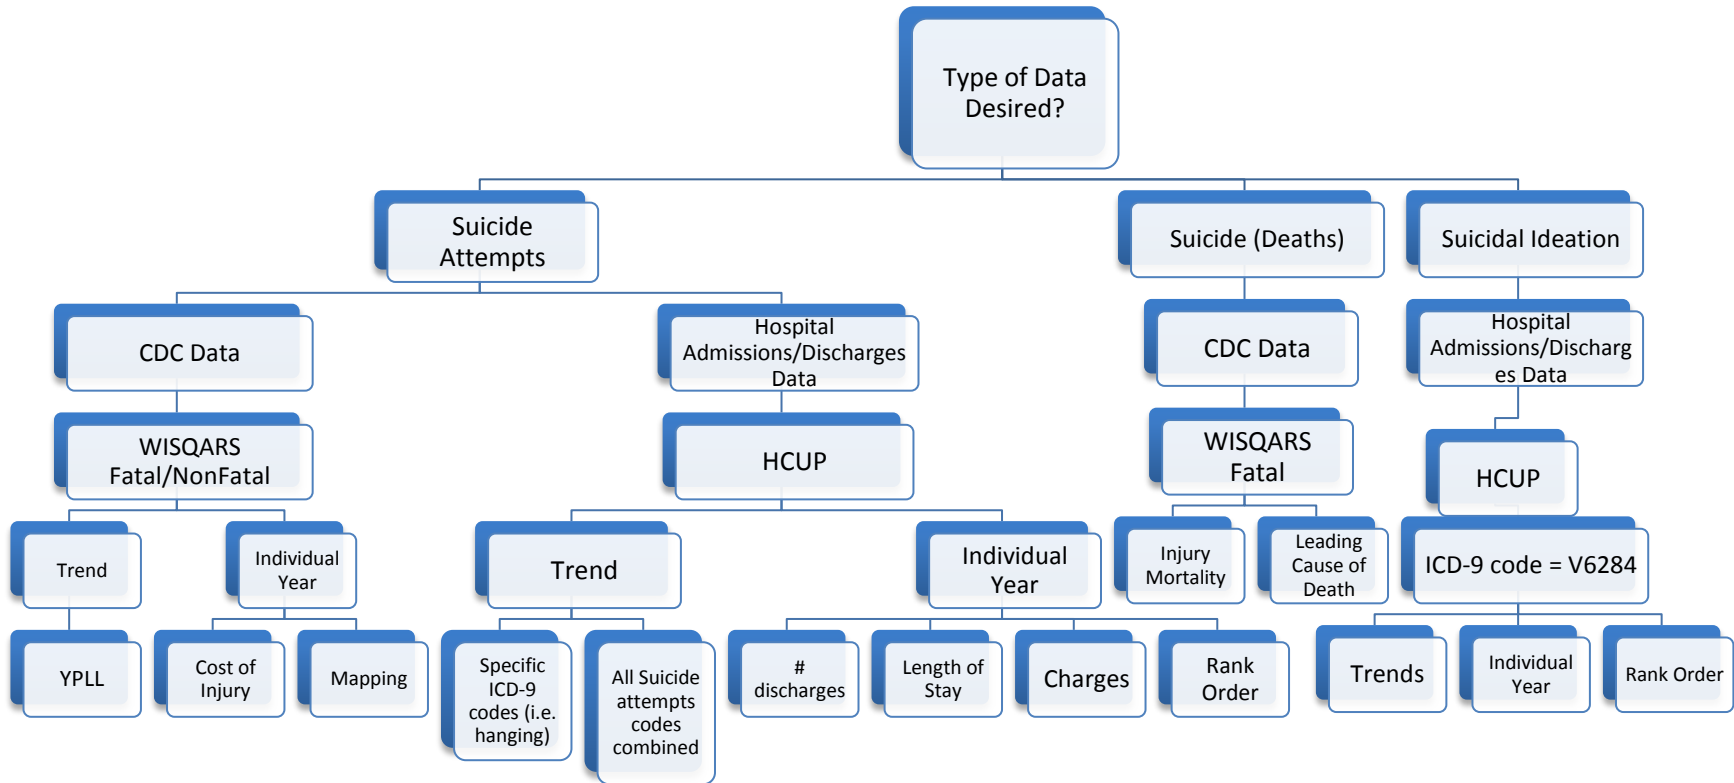 Type of Data
Desired?
Suicide
Attempts
Suicide (Deaths)
Suicidal Ideation
CDC Data
Hospital
Admissions/Discharges
Data
CDC Data
Hospital
Admissions/Discharg
es Data
WISQARS
Fatal/NonFatal
HCUP
WISQARS
Fatal
HCUP
Trend
Individual
Year
Trend
Individual
Year
Injury
Mortality
Leading
Cause of
Death
ICD-9 code = V6284
YPLL
Cost of
Injury
Mapping
Specific
ICD-9
codes (i.e.
hanging)
All Suicide
attempts
codes
combined
#
discharges
Length of
Stay
Charges
Rank
Order
Trends
Individual
Year
Rank Order